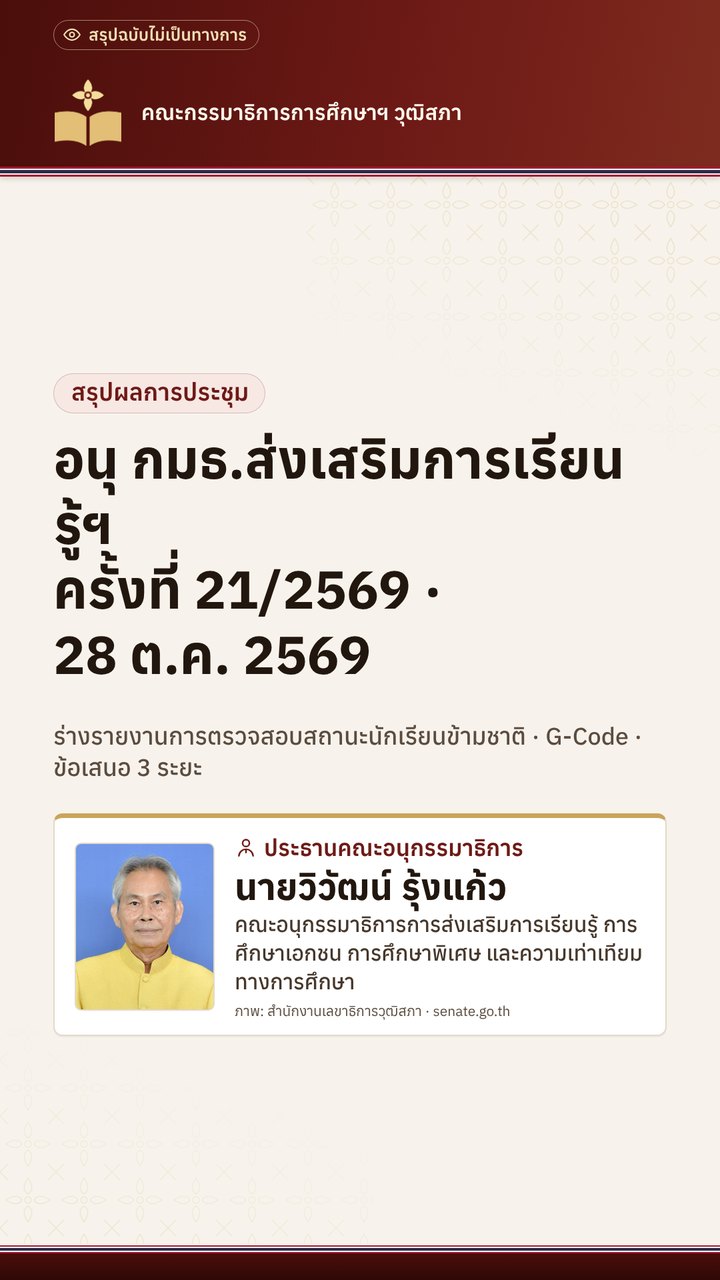 สรุปฉบับไม่เป็นทางการ
คณะกรรมาธิการการศึกษาฯ วุฒิสภา
สรุปผลการประชุม
อนุ กมธ.ส่งเสริมการเรียน
รู้ฯ
ครั้งที่ 21/2569 ·
28 ต.ค. 2569
ร่างรายงานการตรวจสอบสถานะนักเรียนข้ามชาติ · G-Code ·
ข้อเสนอ 3 ระยะ
ประธานคณะอนุกรรมาธิการ
นายวิวัฒน์ รุ้งแก้ว
คณะอนุกรรมาธิการการส่งเสริมการเรียนรู้ การ
ศึกษาเอกชน การศึกษาพิเศษ และความเท่าเทียม
ทางการศึกษา
ภาพ: สำนักงานเลขาธิการวุฒิสภา · senate.go.th